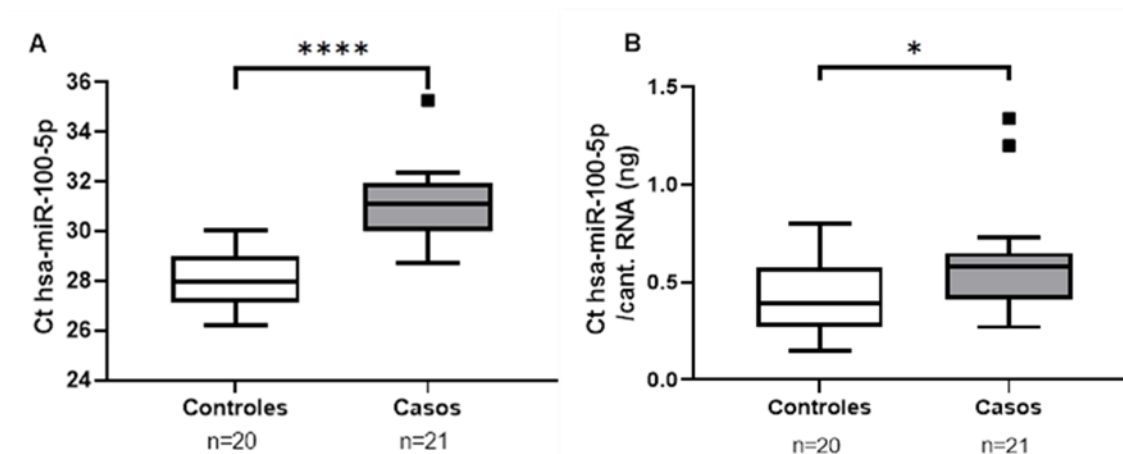 A
****
Ct hsa-miR-100-5p
36
34
32
30
28
26
24
Controles
Casos
n=20
n=21
B
*
Ct hsa-miR-100-5p
/cant. RNA (ng)
1.5
1.0
0.5
0.0
Controles
Casos
n=20
n=21